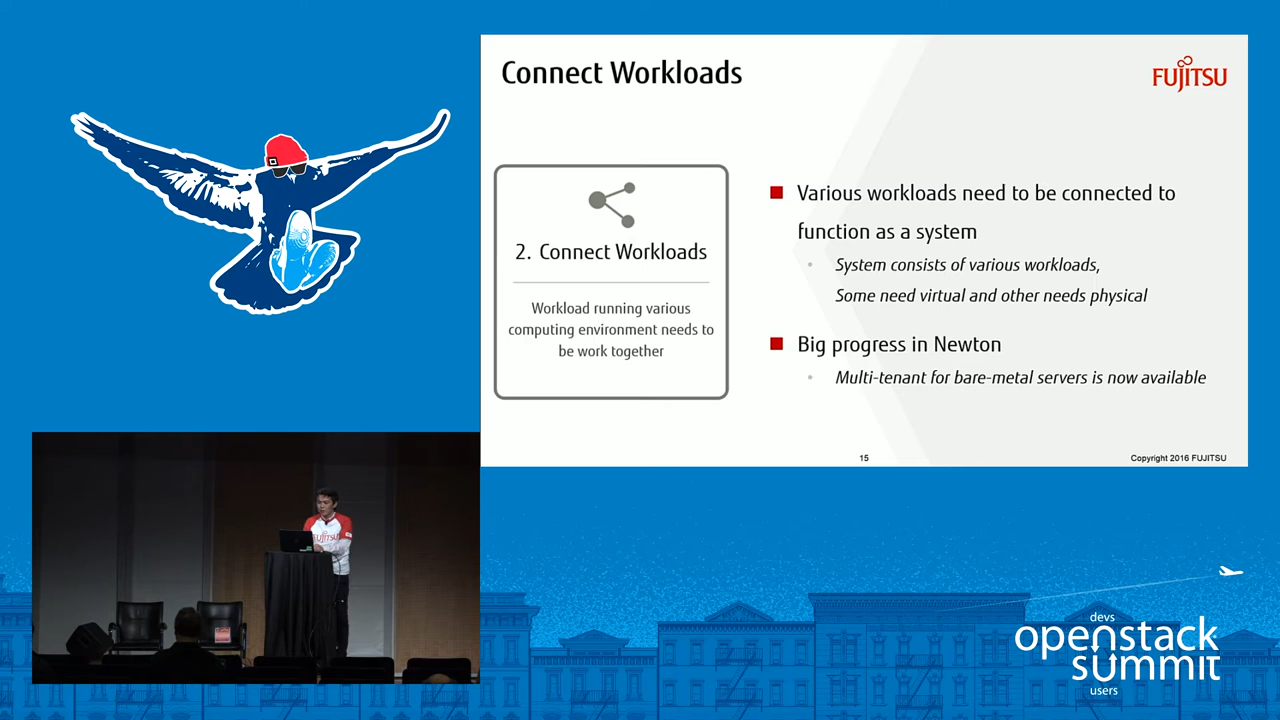 Connect Workloads
FUJITSU
2. Connect Workloads
Workload running various
computing environment needs to
be work together
Various workloads need to be connected to
function as a system
System consists of various workloads,
Some need virtual and other needs physical
Big progress in Newton
Multi-tenant for bare-metal servers is now available
15
Copyright 2016 FUJITSU
FUJITSU
devs
openstack
summit
users